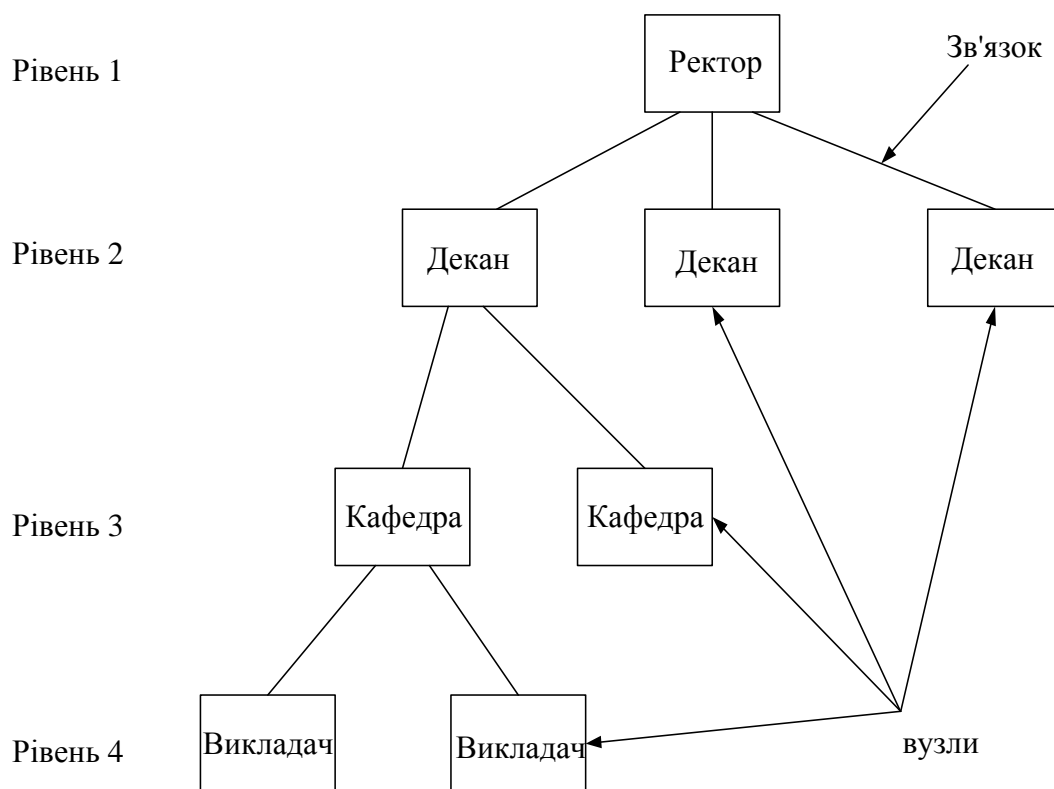 Рівень 1
Ректор
Зв'язок
Рівень 2
Декан
Декан
Декан
Рівень 3
Кафедра
Кафедра
Рівень 4
Викладач
Викладач
вузли